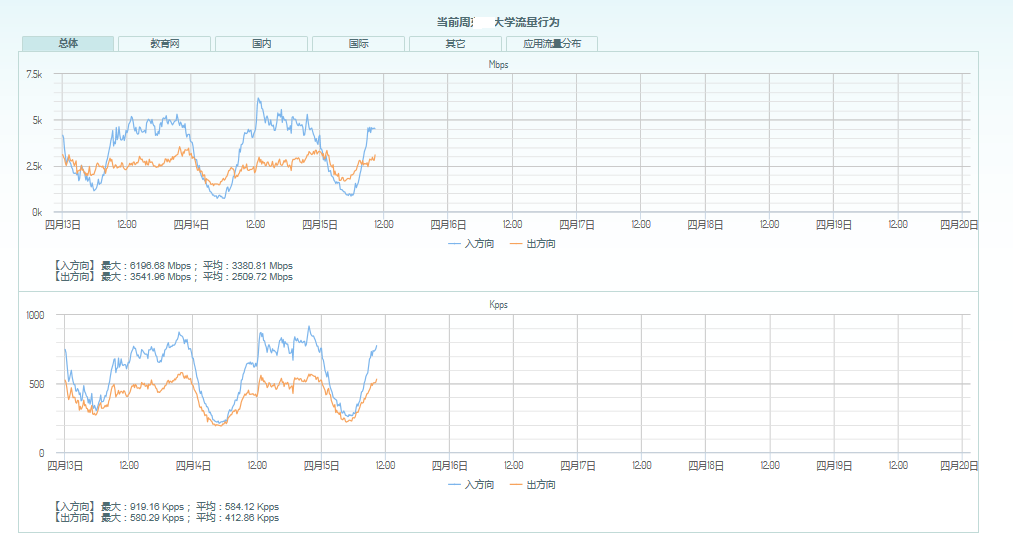 当前周 大学流量行为
总体 教育网 国内 国际 其它 应用流量分布
Mbps
7.5k
5k
2.5k
0k
四月13日 12:00 四月14日 12:00 四月15日 12:00 四月16日 12:00 四月17日 12:00 四月18日 12:00 四月19日 12:00 四月20日
入方向 出方向
【入方向】 最大：6196.68 Mbps； 平均：3380.81 Mbps
【出方向】 最大：3541.96 Mbps； 平均：2509.72 Mbps
Kpps
1000
500
0
四月13日 12:00 四月14日 12:00 四月15日 12:00 四月16日 12:00 四月17日 12:00 四月18日 12:00 四月19日 12:00 四月20日
入方向 出方向
【入方向】 最大：919.16 Kpps； 平均：584.12 Kpps
【出方向】 最大：580.29 Kpps； 平均：412.86 Kpps